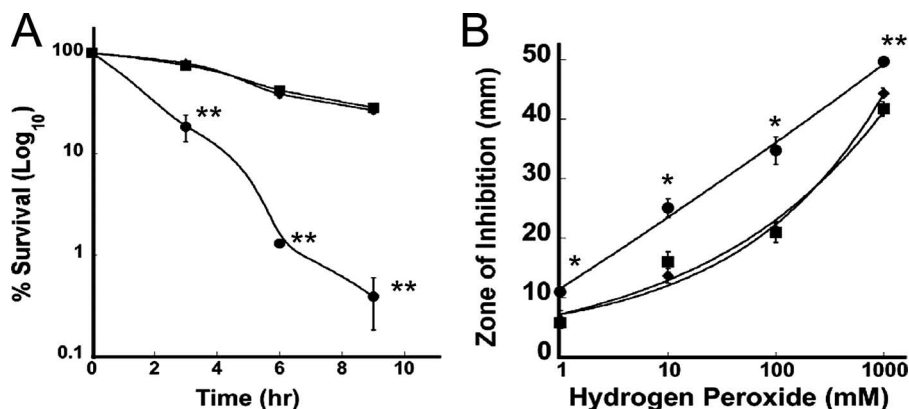 A
% Survival (Log10)
100
10
1
0.1
**
**
**
0 2 4 6 8 10
Time (hr)
B
Zone of Inhibition (mm)
50
40
30
20
10
0
*
*
*
**
1 10 100 1000
Hydrogen Peroxide (mM)